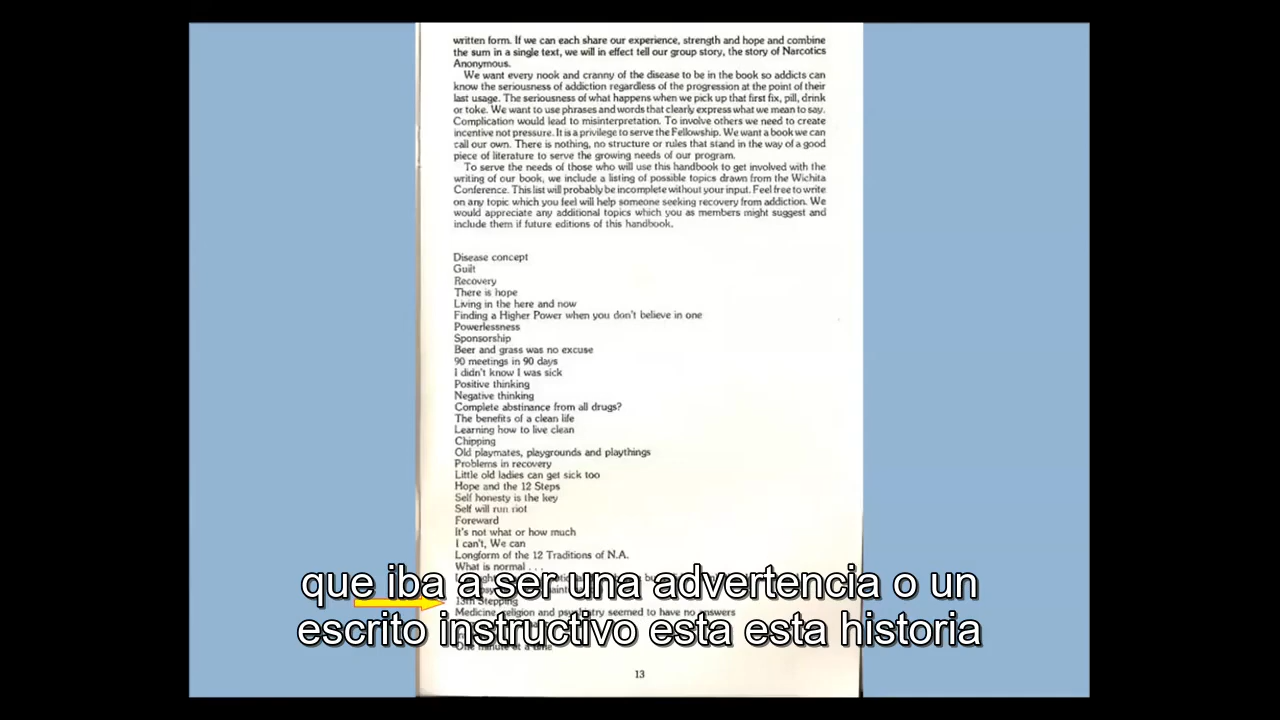 written form. If we can each share our experience, strength and hope and combine
the sum in a single text, we will in effect tell our group story, the story of Narcotics
Anonymous.
We want every nook and cranny of the disease to be in the book so addicts can
know the seriousness of addiction regardless of the progression at the point of their
last usage. The seriousness of what happens when we pick up that first fix, pill, drink
or toke. We want to use phrases and words that clearly express what we mean to say.
Complication would lead to misinterpretation. To involve others we need to create
incentive not pressure. It is a privilege to serve the Fellowship. We want a book we can
call our own. There is nothing, no structure or rules that stand in the way of a good
piece of literature to serve the growing needs of our program.
To serve the needs of those who will use this handbook to get involved with the
writing of our book, we include a listing of possible topics drawn from the Wichita
Conference. This list will probably be incomplete without your input. Feel free to write
on any topic which you feel will help someone seeking recovery from addiction. We
would appreciate any additional topics which you as members might suggest and
include them if future editions of this handbook.
Disease concept
Guilt
Recovery
There is hope
Living in the here and now
Finding a Higher Power when you don't believe in one
Powerlessness
Sponsorship
Beer and grass was no excuse
90 meetings in 90 days
I didn't know I was sick
Positive thinking
Negative thinking
Complete abstinance from all drugs?
The benefits of a clean life
Learning how to live clean
Chipping
Old playmates, playgrounds and playthings
Problems in recovery
Little old ladies can get sick too
Hope and the 12 Steps
Self honesty is the key
Self will run riot
Foreward
It's not what or how much
I can't, We can
Longform of the 12 Traditions of N.A.
What is normal . . .
13th Stepping
Medicine, religion and psychiatry seemed to have no answers
One minute at a time
13
que iba a ser una advertencia o un
escrito instructivo esta esta historia